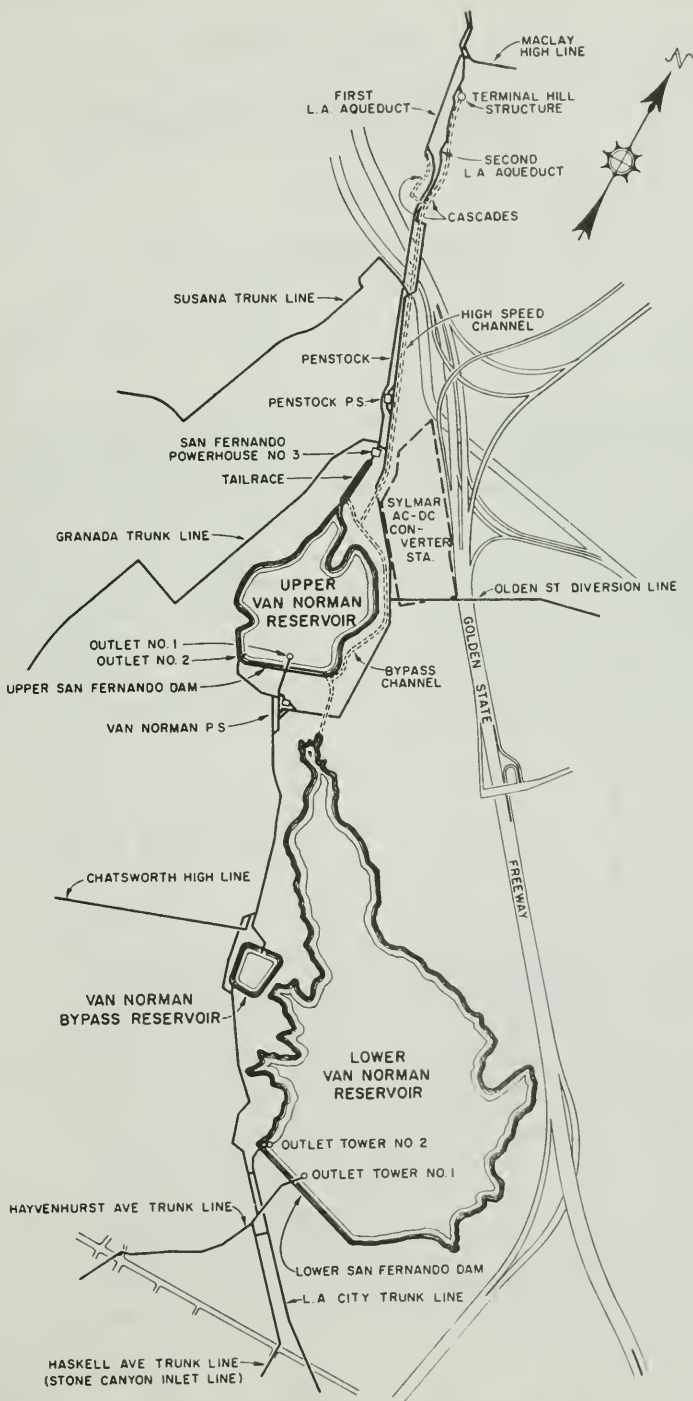 MACLAY
HIGH LINE
N
FIRST
L.A. AQUEDUCT
TERMINAL HILL
STRUCTURE
SECOND
L A AQUEDUCT
CASCADES
SUSANA TRUNK LINE
HIGH SPEED
CHANNEL
PENSTOCK
PENSTOCK P.S.
SAN FERNANDO
POWERHOUSE NO 3
TAILRACE
SYLMAR
AC-DC
CON-
VERTER
STA.
GRANADA TRUNK LINE
OLDEN ST DIVERSION LINE
UPPER
VAN NORMAN
RESERVOIR
OUTLET NO. 1
OUTLET NO. 2
UPPER SAN FERNANDO DAM
BYPASS
CHANNEL
GOLDEN
STATE
FREEWAY
VAN NORMAN P S
CHATSWORTH HIGH LINE
VAN NORMAN
BYPASS RESERVOIR
LOWER
VAN NORMAN
RESERVOIR
OUTLET TOWER NO 2
OUTLET TOWER NO. 1
HAYVENHURST AVE TRUNK LINE
LOWER SAN FERNANDO DAM
L.A CITY TRUNK LINE
HASKELL AVE TRUNK LINE
(STONE CANYON INLET LINE)